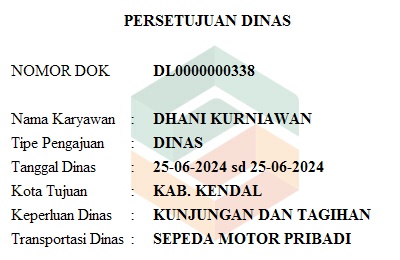 PERSETUJUAN DINAS
NOMOR DOK DL0000000338
Nama Karyawan : DHANI KURNIAWAN
Tipe Pengajuan : DINAS
Tanggal Dinas : 25-06-2024 sd 25-06-2024
Kota Tujuan : KAB. KENDAL
Keperluan Dinas : KUNJUNGAN DAN TAGIHAN
Transportasi Dinas : SEPEDA MOTOR PRIBADI